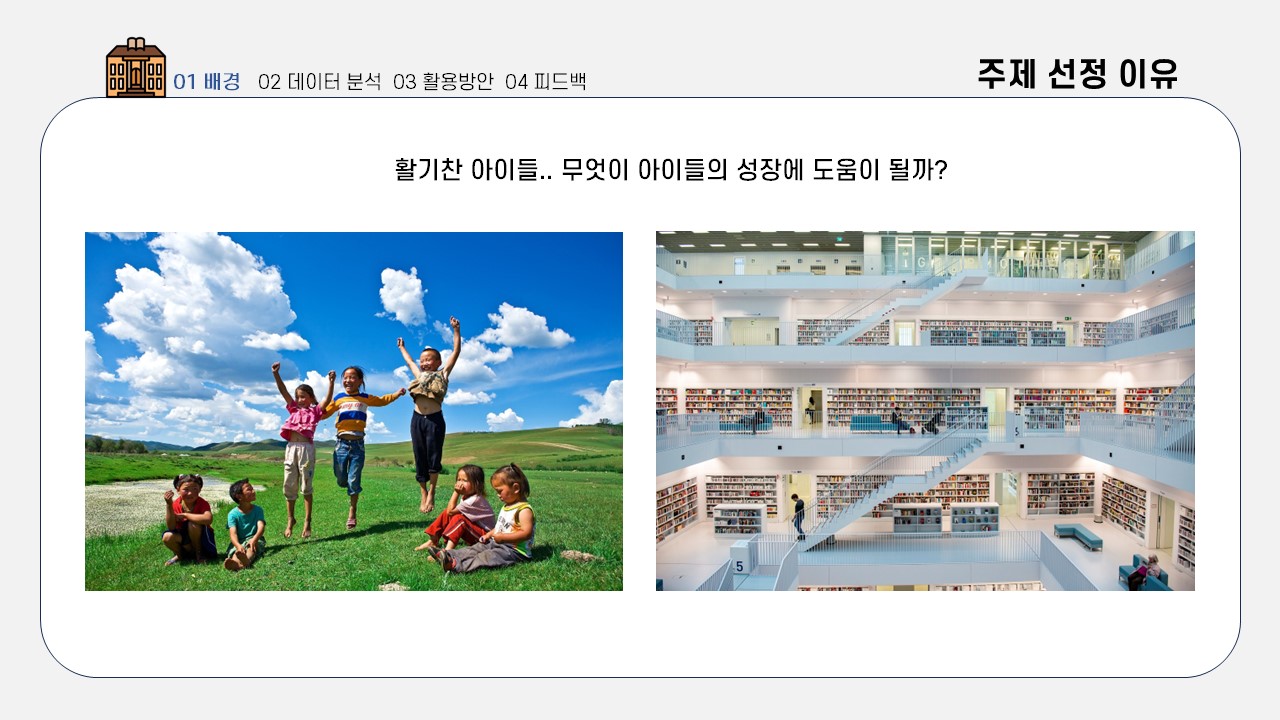 01 배경 02 데이터 분석 03 활용방안 04 피드백
주제 선정 이유
활기찬 아이들.. 무엇이 아이들의 성장에 도움이 될까?
5
5